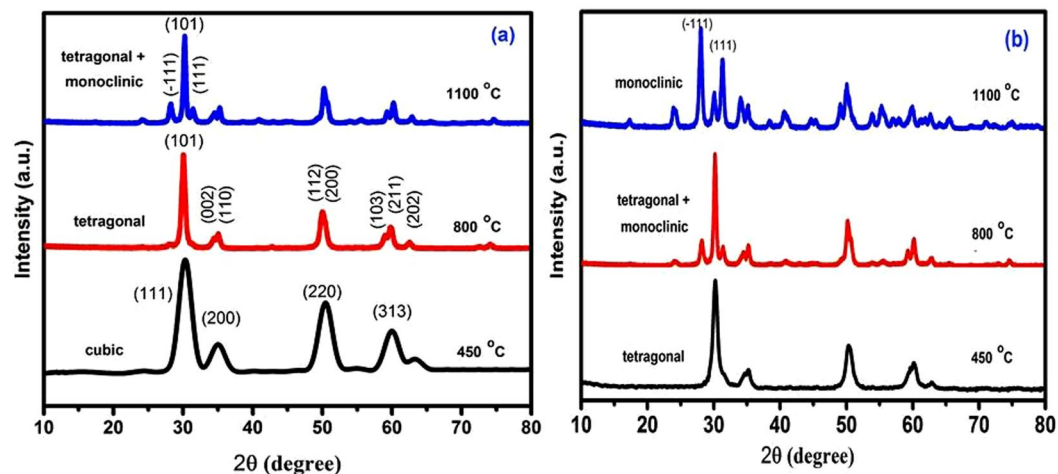 (a)
(101)
tetragonal +
monoclinic
(-111)
(111)
1100 °C
(101)
tetragonal
(002)
(110)
(112)
(200)
(103)
(211)
(202)
800 °C
(111)
(200)
(220)
(313)
cubic
450 °C
Intensity (a.u.)
10 20 30 40 50 60 70 80
2θ (degree)
(b)
(-111)
(111)
monoclinic
1100 °C
tetragonal +
monoclinic
800 °C
tetragonal
450 °C
Intensity (a.u.)
10 20 30 40 50 60 70 80
2θ (degree)